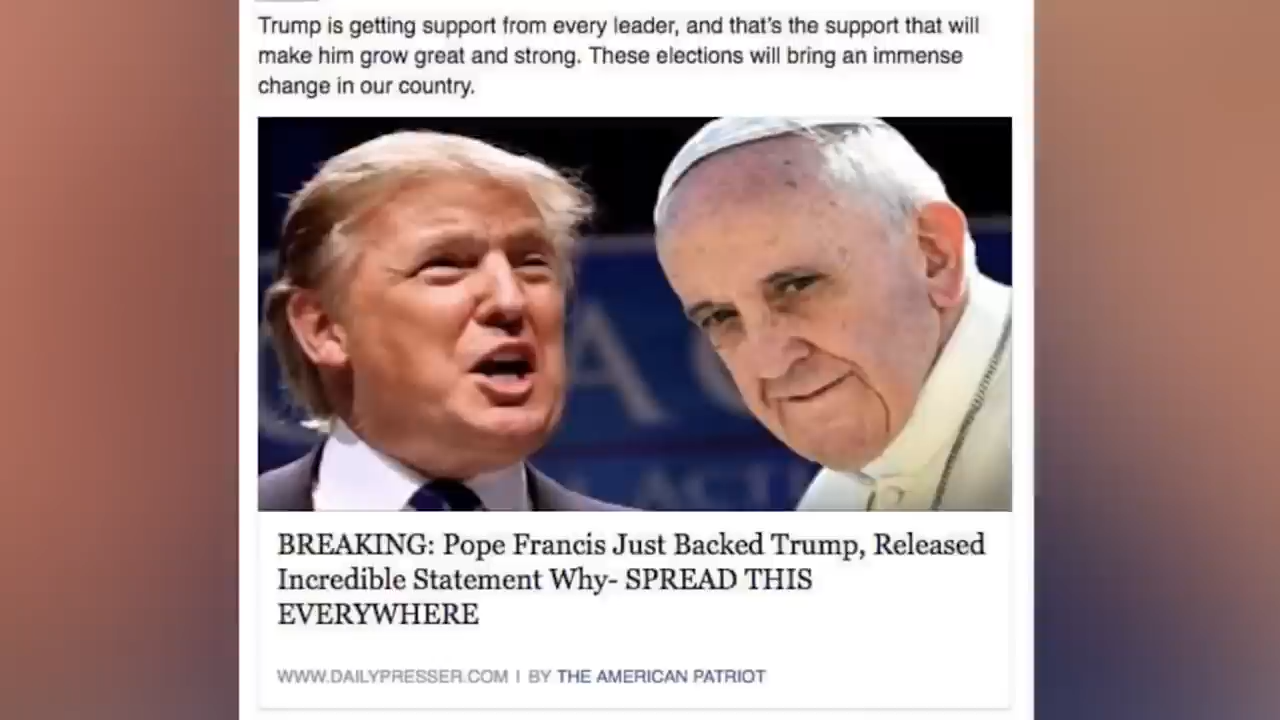 Trump is getting support from every leader, and that's the support that will
make him grow great and strong. These elections will bring an immense
change in our country.
BREAKING: Pope Francis Just Backed Trump, Released
Incredible Statement Why- SPREAD THIS
EVERYWHERE
WWW.DAILYPRESSER.COM | BY THE AMERICAN PATRIOT